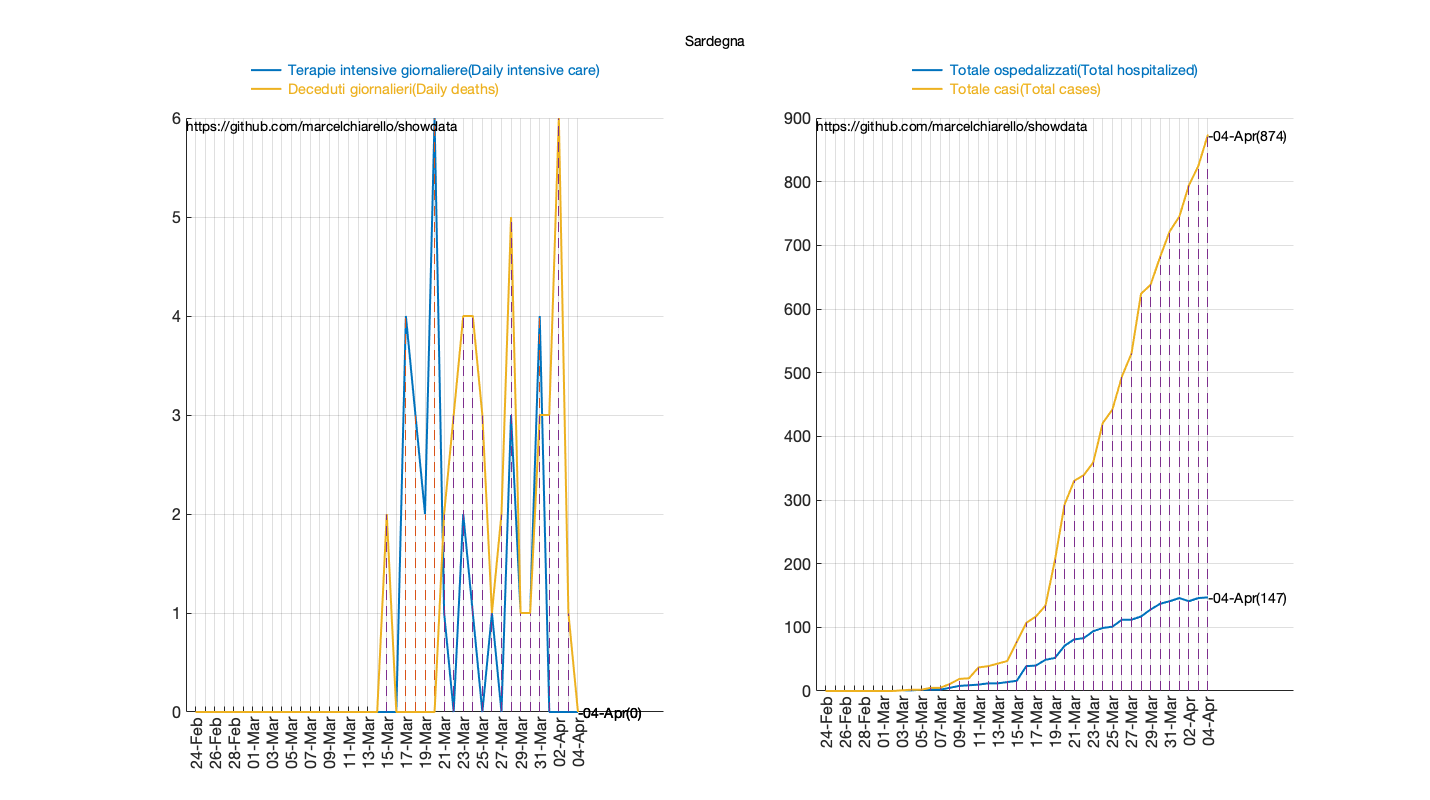 Sardegna
Terapie intensive giornaliere(Daily intensive care)
Deceduti giornalieri(Daily deaths)
6
https://github.com/marcelchiarello/showdata
5
4
3
2
1
0
-04-Apr(0)
24-Feb
26-Feb
28-Feb
01-Mar
03-Mar
05-Mar
07-Mar
09-Mar
11-Mar
13-Mar
15-Mar
17-Mar
19-Mar
21-Mar
23-Mar
25-Mar
27-Mar
29-Mar
31-Mar
02-Apr
04-Apr
Totale ospedalizzati(Total hospitalized)
Totale casi(Total cases)
900
https://github.com/marcelchiarello/showdata
-04-Apr(874)
800
700
600
500
400
300
200
100
-04-Apr(147)
0
24-Feb
26-Feb
28-Feb
01-Mar
03-Mar
05-Mar
07-Mar
09-Mar
11-Mar
13-Mar
15-Mar
17-Mar
19-Mar
21-Mar
23-Mar
25-Mar
27-Mar
29-Mar
31-Mar
02-Apr
04-Apr